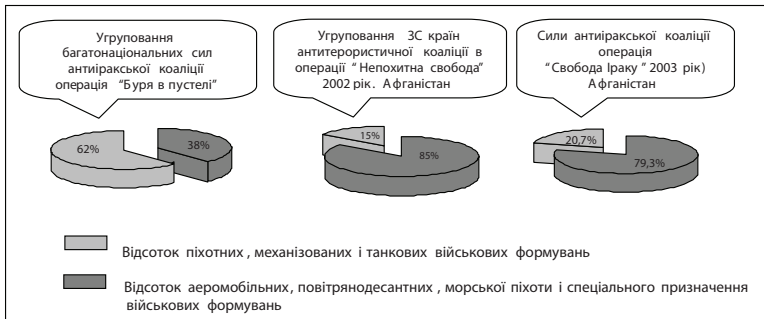 Угруповання
багатонаціональних сил
антиіракської коаліції
операція "Буря в пустелі"
Угруповання ЗС країн
антитерористичної коаліції в
операції "Непохитна свобода"
2002 рік. Афганістан
Сили антиіракської коаліції
операція
"Свобода Іраку" 2003 рік)
Афганістан
62%
38%
15%
85%
20,7%
79,3%
Відсоток піхотних, механізованих і танкових військових формувань
Відсоток аеромобільних, повітрянодесантних, морської піхоти і спеціального призначення
військових формувань